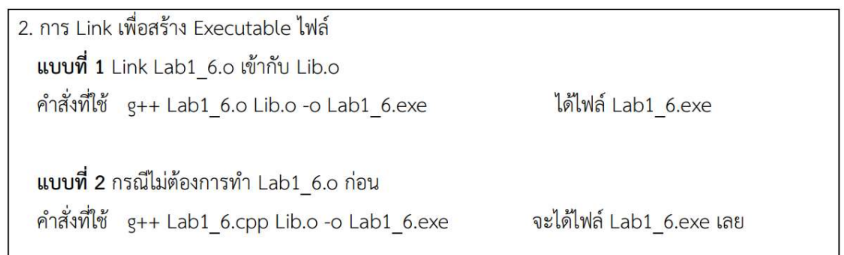 2. การ Link เพื่อสร้าง Executable ไฟล์
แบบที่ 1 Link Lab1_6.o เข้ากับ Lib.o
คำสั่งที่ใช้ g++ Lab1_6.o Lib.o -o Lab1_6.exe ได้ไฟล์ Lab1_6.exe
แบบที่ 2 กรณีไม่ต้องการทำ Lab1_6.o ก่อน
คำสั่งที่ใช้ g++ Lab1_6.cpp Lib.o -o Lab1_6.exe จะได้ไฟล์ Lab1_6.exe เลย